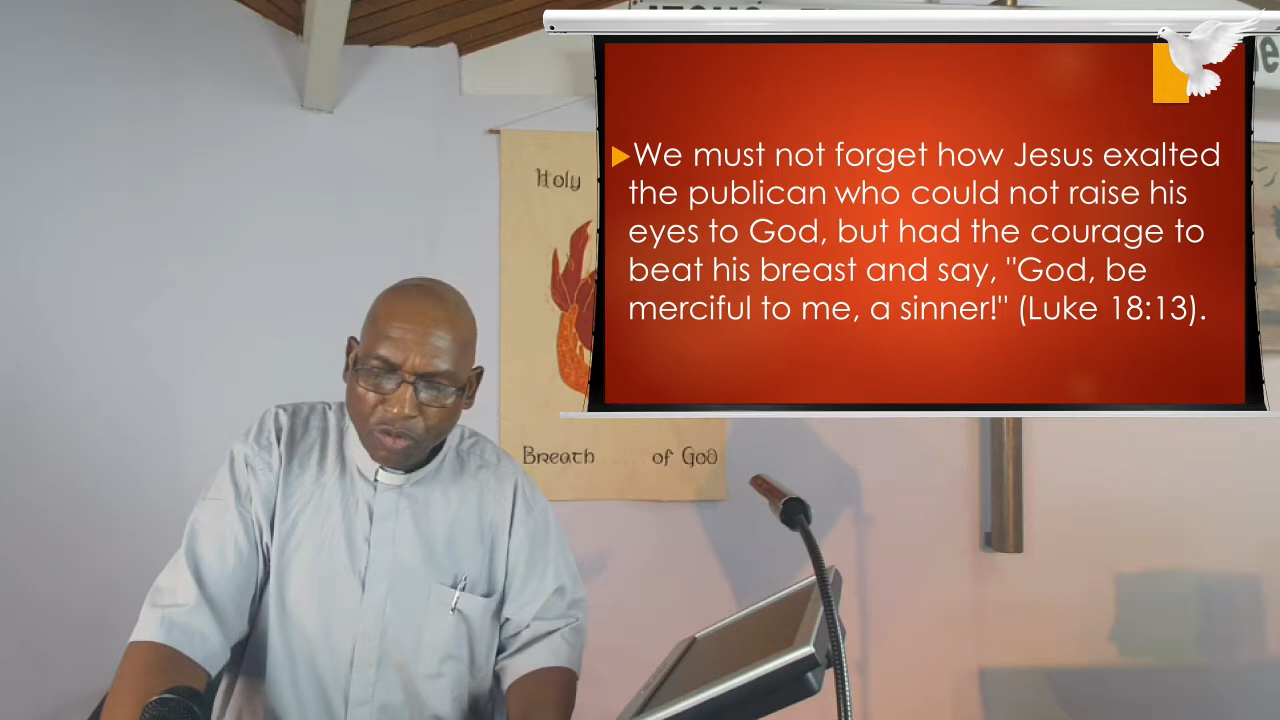 We must not forget how Jesus exalted
the publican who could not raise his
eyes to God, but had the courage to
beat his breast and say, "God, be
merciful to me, a sinner!" (Luke 18:13).
Holy
Breath of God